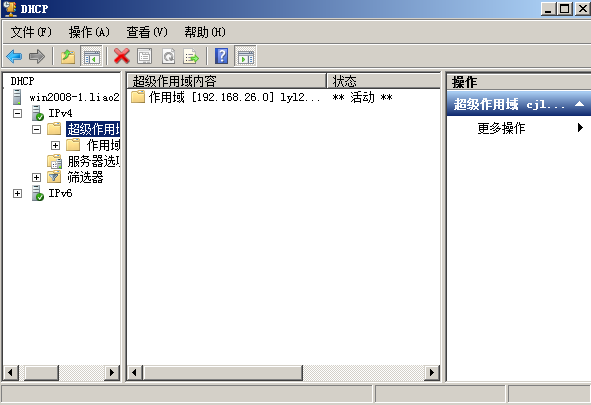 DHCP
文件(F) 操作(A) 查看(V) 帮助(H)
DHCP
win2008-1.liao2
IPv4
超级作用域
作用域
服务器选项
筛选器
IPv6
超级作用域内容 状态
作用域 [192.168.26.0] lyl2... ** 活动 **
操作
超级作用域 cjl...
更多操作